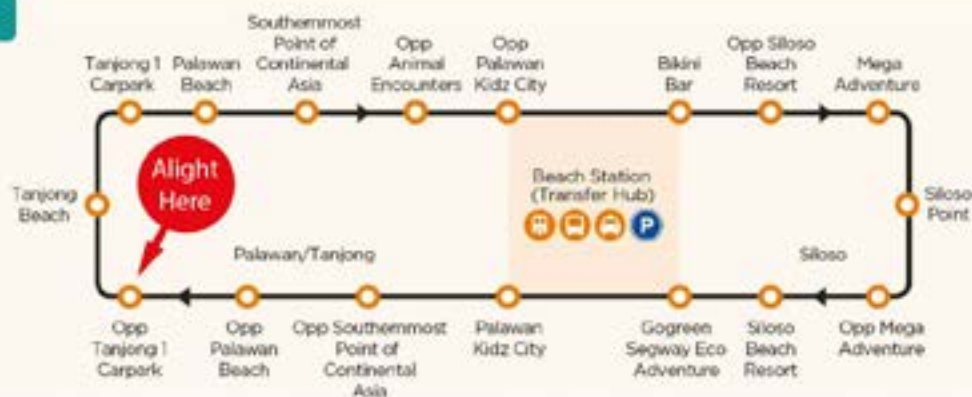 Tanjong 1
Carpark
Palawan
Beach
Southernmost
Point of
Continental
Asia
Opp
Animal
Encounters
Opp
Palawan
Kidz City
Bikini
Bar
Opp Siloso
Beach
Resort
Mega
Adventure
Tanjong
Beach
Alight
Here
Beach Station
(Transfer Hub)
P
Siloso
Point
Palawan/Tanjong
Siloso
Opp
Tanjong 1
Carpark
Opp
Palawan
Beach
Opp Southernmost
Point of
Continental
Asia
Palawan
Kidz City
Gogreen
Segway Eco
Adventure
Siloso
Beach
Resort
Opp Mega
Adventure